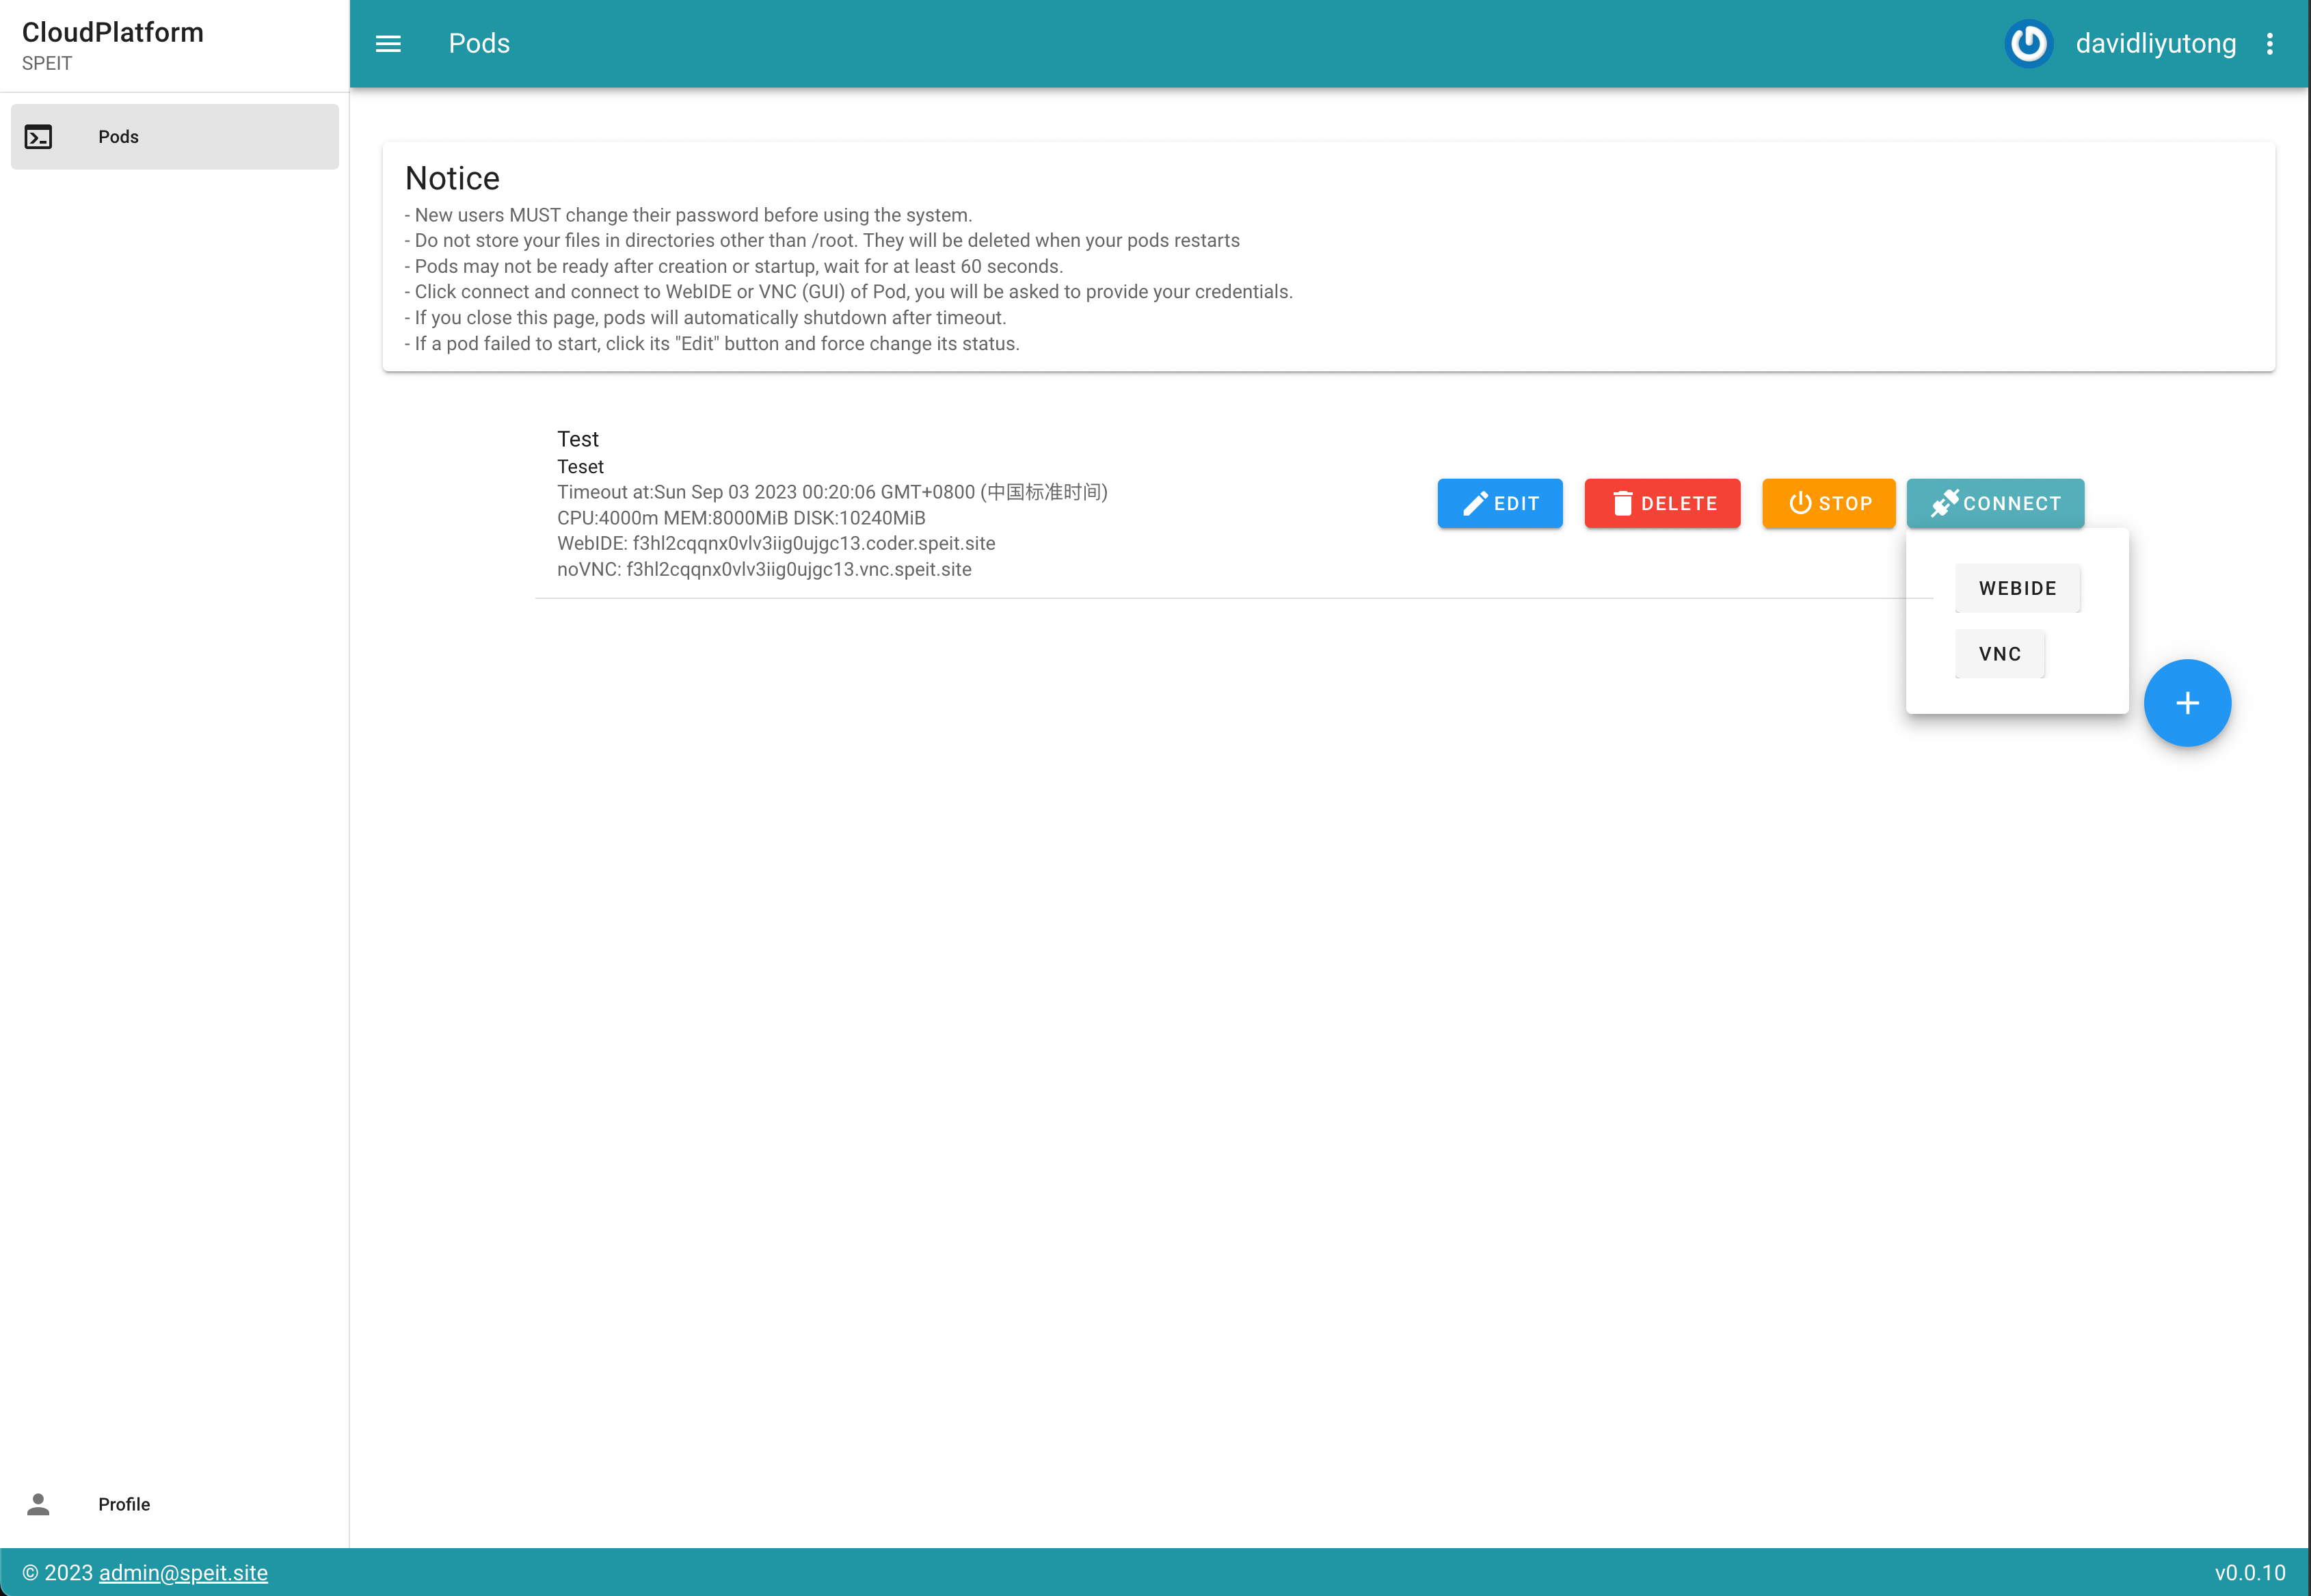 CloudPlatform
SPEIT
Pods
Pods
davidliyutong
Notice
- New users MUST change their password before using the system.
- Do not store your files in directories other than /root. They will be deleted when your pods restarts
- Pods may not be ready after creation or startup, wait for at least 60 seconds.
- Click connect and connect to WebIDE or VNC (GUI) of Pod, you will be asked to provide your credentials.
- If you close this page, pods will automatically shutdown after timeout.
- If a pod failed to start, click its "Edit" button and force change its status.
Test
Teset
Timeout at:Sun Sep 03 2023 00:20:06 GMT+0800 (中国标准时间)
CPU:4000m MEM:8000MiB DISK:10240MiB
WebIDE: f3hl2cqqnx0vlv3iig0ujgc13.coder.speit.site
noVNC: f3hl2cqqnx0vlv3iig0ujgc13.vnc.speit.site
EDIT
DELETE
STOP
CONNECT
WEBIDE
VNC
Profile
© 2023 admin@speit.site
v0.0.10